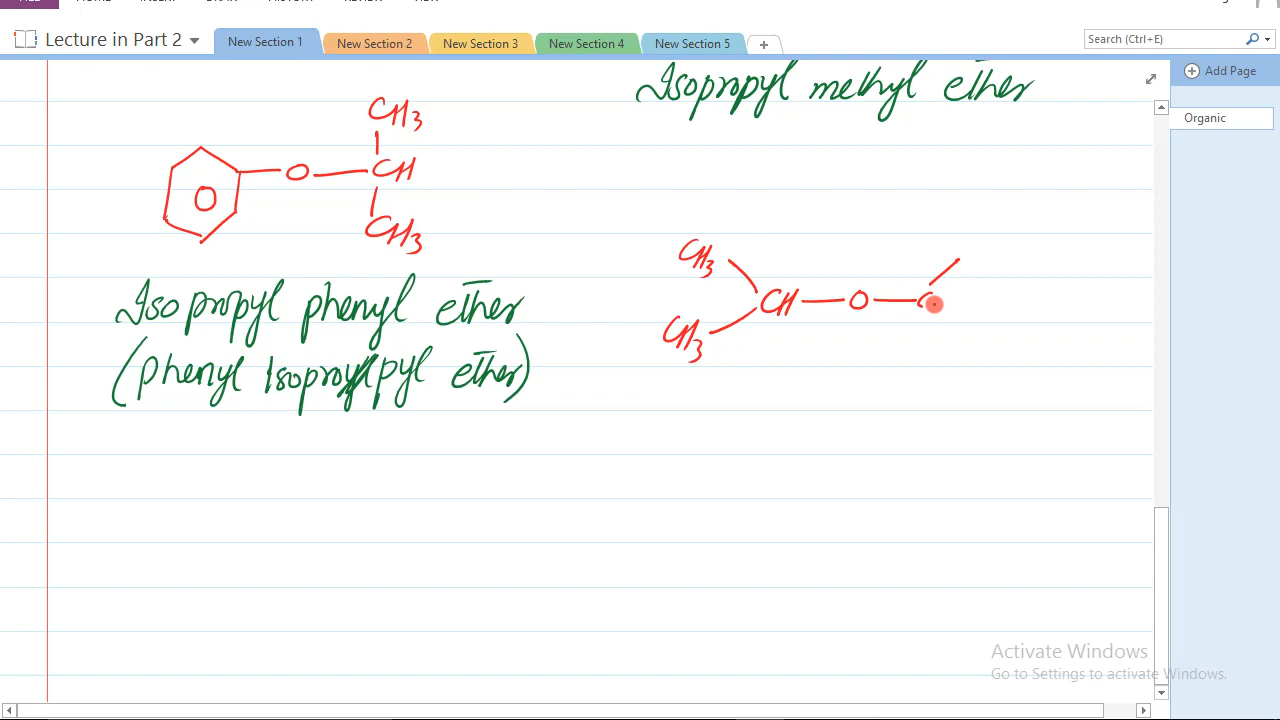 Lecture in Part 2
New Section 1
New Section 2
New Section 3
New Section 4
New Section 5
Search (Ctrl+E)
Add Page
Organic
Isopropyl methyl ether
CH3
O
O
CH
CH3
Isopropyl phenyl ether
(Phenyl Isopropyl ether)
CH3
CH
O
C
CH3
Activate Windows
Go to Settings to activate Windows.